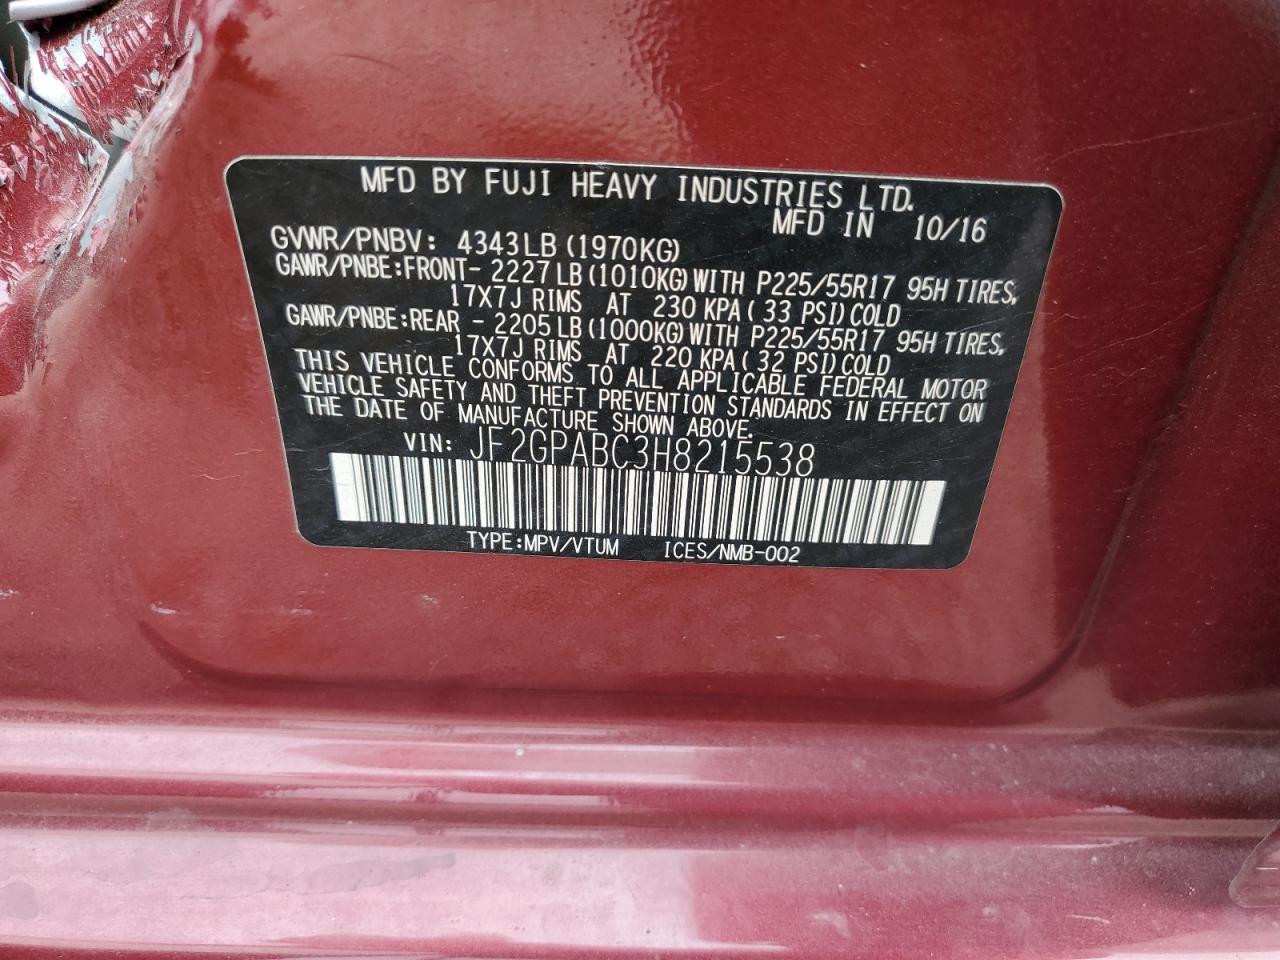 MFD BY FUJI HEAVY INDUSTRIES LTD.
MFD IN 10/16
GVWR/PNBV: 4343LB (1970KG)
GAWR/PNBE:FRONT- 2227LB(1010KG)WITH P225/55R17 95H TIRES,
17X7J RIMS AT 230 KPA( 33 PSI)COLD
GAWR/PNBE:REAR - 2205LB(1000KG)WITH P225/55R17 95H TIRES,
17X7J RIMS AT 220 KPA( 32 PSI)COLD
THIS VEHICLE CONFORMS TO ALL APPLICABLE FEDERAL MOTOR
VEHICLE SAFETY AND THEFT PREVENTION STANDARDS IN EFFECT ON
THE DATE OF MANUFACTURE SHOWN ABOVE.
VIN: JF2GPABC3H8215538
TYPE:MPV/VTUM ICES/NMB-002